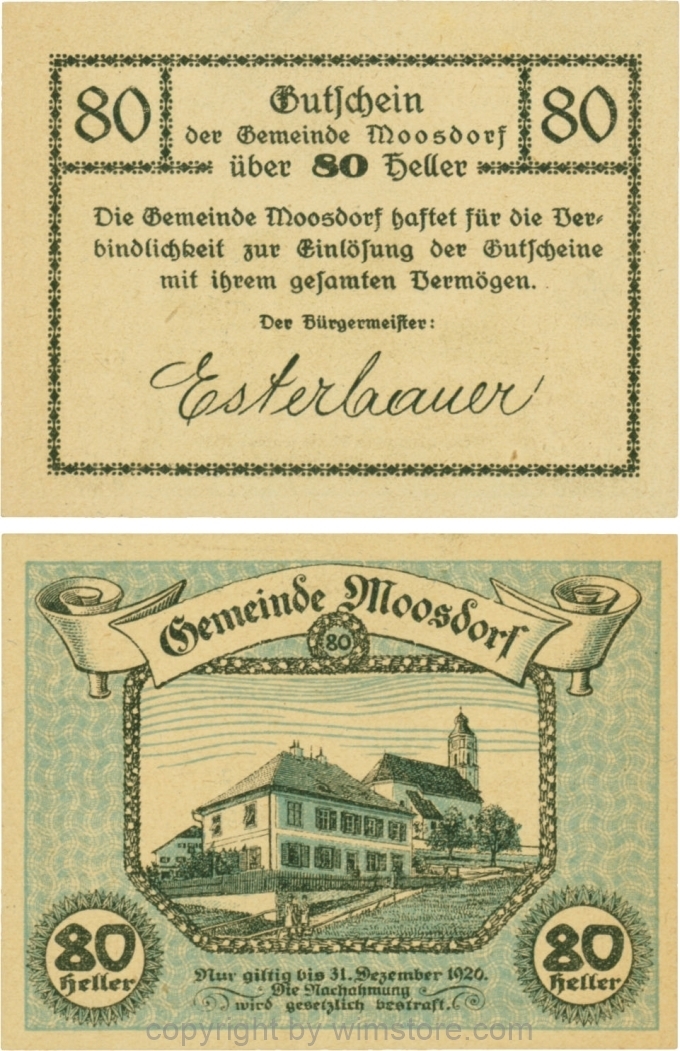 80
80
Gutschein
der Gemeinde Moosdorf
über 80 Heller
Die Gemeinde Moosdorf haftet für die Ver-
bindlichkeit zur Einlösung der Gutscheine
mit ihrem gesamten Vermögen.
Der Bürgermeister:
Esterbauer
Gemeinde Moosdorf
80
80
Heller
80
Heller
Nur giltig bis 31. Dezember 1920.
Die Nachahmung
wird gesetzlich bestraft.
copyright by wimstore.com